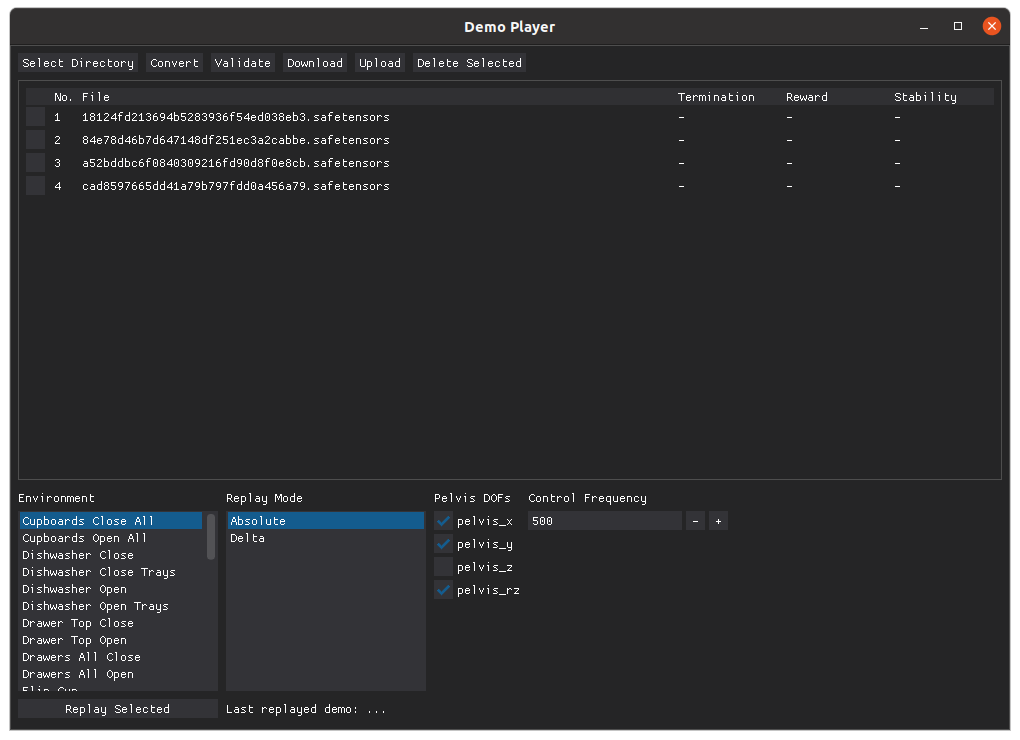 Demo Player
Select Directory Convert Validate Download Upload Delete Selected
No. File Termination Reward Stability
1 18124fd213694b5283936f54ed038eb3.safetensors - - -
2 84e78d46b7d647148df251ec3a2cabbe.safetensors - - -
3 a52bddbc6f0840309216fd90d8f0e8cb.safetensors - - -
4 cad8597665dd41a79b797fdd0a456a79.safetensors - - -
Environment Replay Mode Pelvis DOFs Control Frequency
Cupboards Close All Absolute pelvis_x 500 - +
Cupboards Open All Delta pelvis_y
Dishwasher Close
Dishwasher Close Trays pelvis_z
Dishwasher Open pelvis_rz
Dishwasher Open Trays
Drawer Top Close
Drawer Top Open
Drawers All Close
Drawers All Open
Flip Cup
Replay Selected Last replayed demo: ...